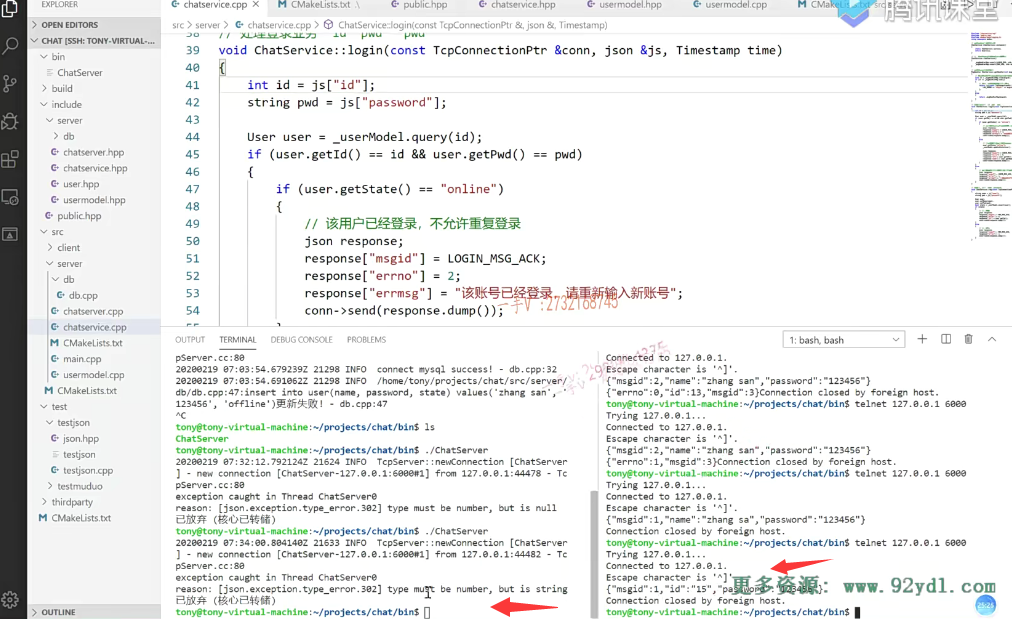 EXPLORER
OPEN EDITORS
CHAT [SSH: TONY-VIRTUAL-...
bin
ChatServer
build
include
server
db
chatserver.hpp
chatservice.hpp
user.hpp
usermodel.hpp
public.hpp
src
client
server
db
db.cpp
chatserver.cpp
chatservice.cpp
CMakeLists.txt
main.cpp
usermodel.cpp
CMakeLists.txt
test
testjson
json.hpp
testjson
testjson.cpp
testmuduo
thirdparty
CMakeLists.txt
OUTLINE
chatservice.cpp CMakeLists.txt public.hpp chatservice.hpp usermodel.hpp usermodel.cpp CMakeLists.txt
腾讯课堂
src > server > chatservice.cpp > ChatService::login(const TcpConnectionPtr &, json &, Timestamp)
39 void ChatService::login(const TcpConnectionPtr &conn, json &js, Timestamp time)
40 {
41 int id = js["id"];
42 string pwd = js["password"];
43
44 User user = _userModel.query(id);
45 if (user.getId() == id && user.getPwd() == pwd)
46 {
47 if (user.getState() == "online")
48 {
49 // 该用户已经登录，不允许重复登录
50 json response;
51 response["msgid"] = LOGIN_MSG_ACK;
52 response["errno"] = 2;
53 response["errmsg"] = "该账号已经登录，请重新输入新账号";
54 conn->send(response.dump());
OUTPUT TERMINAL DEBUG CONSOLE PROBLEMS
1: bash, bash
pServer.cc:80
20200219 07:03:54.679239Z 21298 INFO connect mysql success! - db.cpp:32
20200219 07:03:54.691062Z 21298 INFO /home/tony/projects/chat/src/server/
db/db.cpp:47:insert into user(name, password, state) values('zhang san', '
123456', 'offline')更新失败! - db.cpp:47
^C
tony@tony-virtual-machine:~/projects/chat/bin$ ls
ChatServer
tony@tony-virtual-machine:~/projects/chat/bin$ ./ChatServer
20200219 07:32:12.792124Z 21624 INFO TcpServer::newConnection [ChatServer
] - new connection [ChatServer-127.0.0.1:6000#1] from 127.0.0.1:44478 - Tc
pServer.cc:80
exception caught in Thread ChatServer0
reason: [json.exception.type_error.302] type must be number, but is null
已放弃 (核心已转储)
tony@tony-virtual-machine:~/projects/chat/bin$ ./ChatServer
20200219 07:34:00.804140Z 21633 INFO TcpServer::newConnection [ChatServer
] - new connection [ChatServer-127.0.0.1:6000#1] from 127.0.0.1:44482 - Tc
pServer.cc:80
exception caught in Thread ChatServer0
reason: [json.exception.type_error.302] type must be number, but is string
已放弃 (核心已转储)
tony@tony-virtual-machine:~/projects/chat/bin$
Connected to 127.0.0.1.
Escape character is '^]'.
{"msgid":2,"name":"zhang san","password":"123456"}
{"errno":0,"id":13,"msgid":3}Connection closed by foreign host.
tony@tony-virtual-machine:~/projects/chat/bin$ telnet 127.0.0.1 6000
Trying 127.0.0.1...
Connected to 127.0.0.1.
Escape character is '^]'.
{"msgid":2,"name":"zhang san","password":"123456"}
{"errno":1,"msgid":3}Connection closed by foreign host.
tony@tony-virtual-machine:~/projects/chat/bin$ telnet 127.0.0.1 6000
Trying 127.0.0.1...
Connected to 127.0.0.1.
Escape character is '^]'.
{"msgid":1,"name":"zhang sa","password":"123456"}
Connection closed by foreign host.
tony@tony-virtual-machine:~/projects/chat/bin$ telnet 127.0.0.1 6000
Trying 127.0.0.1...
Connected to 127.0.0.1.
Escape character is '^]'.
{"msgid":1,"id":"15","password":"123456"}
Connection closed by foreign host.
tony@tony-virtual-machine:~/projects/chat/bin$
更多资源: www.92ydl.com
25:25